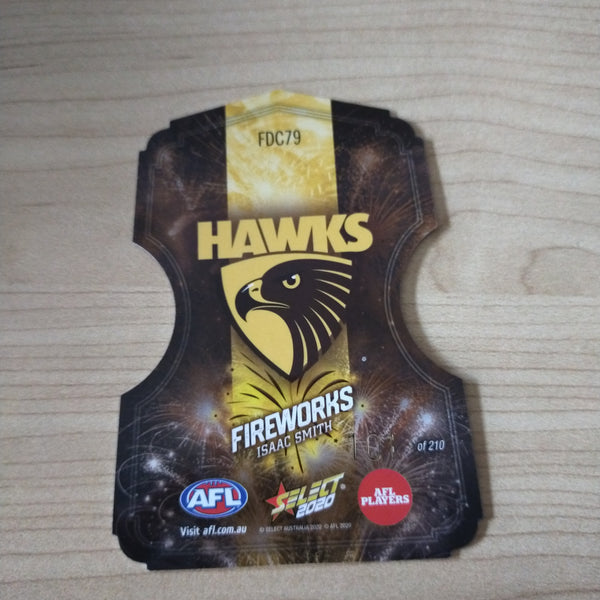 FDC79
HAWKS
FIREWORKS
ISAAC SMITH
of 210
AFL
Visit afl.com.au
SELECT
2020
© SELECT AUSTRALIA 2020 © AFL 2020
AFL
PLAYERS